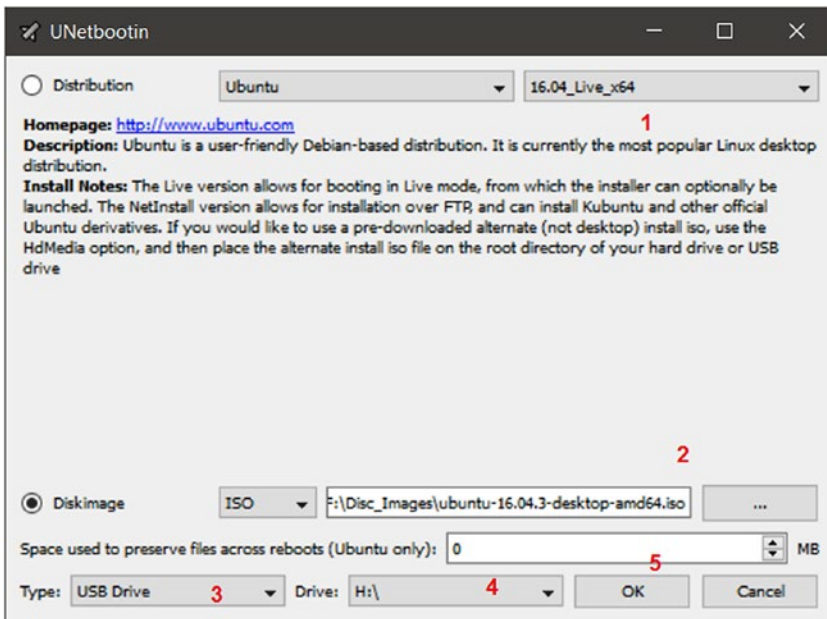 UNetbootin
Distribution Ubuntu 16.04_Live_x64
1
Homepage: http://www.ubuntu.com
Description: Ubuntu is a user-friendly Debian-based distribution. It is currently the most popular Linux desktop
distribution.
Install Notes: The Live version allows for booting in Live mode, from which the installer can optionally be
launched. The NetInstall version allows for installation over FTP, and can install Kubuntu and other official
Ubuntu derivatives. If you would like to use a pre-downloaded alternate (not desktop) install iso, use the
HdMedia option, and then place the alternate install iso file on the root directory of your hard drive or USB
drive
2
Diskimage ISO F:\Disc_Images\ubuntu-16.04.3-desktop-amd64.iso ...
Space used to preserve files across reboots (Ubuntu only): 0 MB
5
Type: USB Drive 3 Drive: H:\ 4 OK Cancel